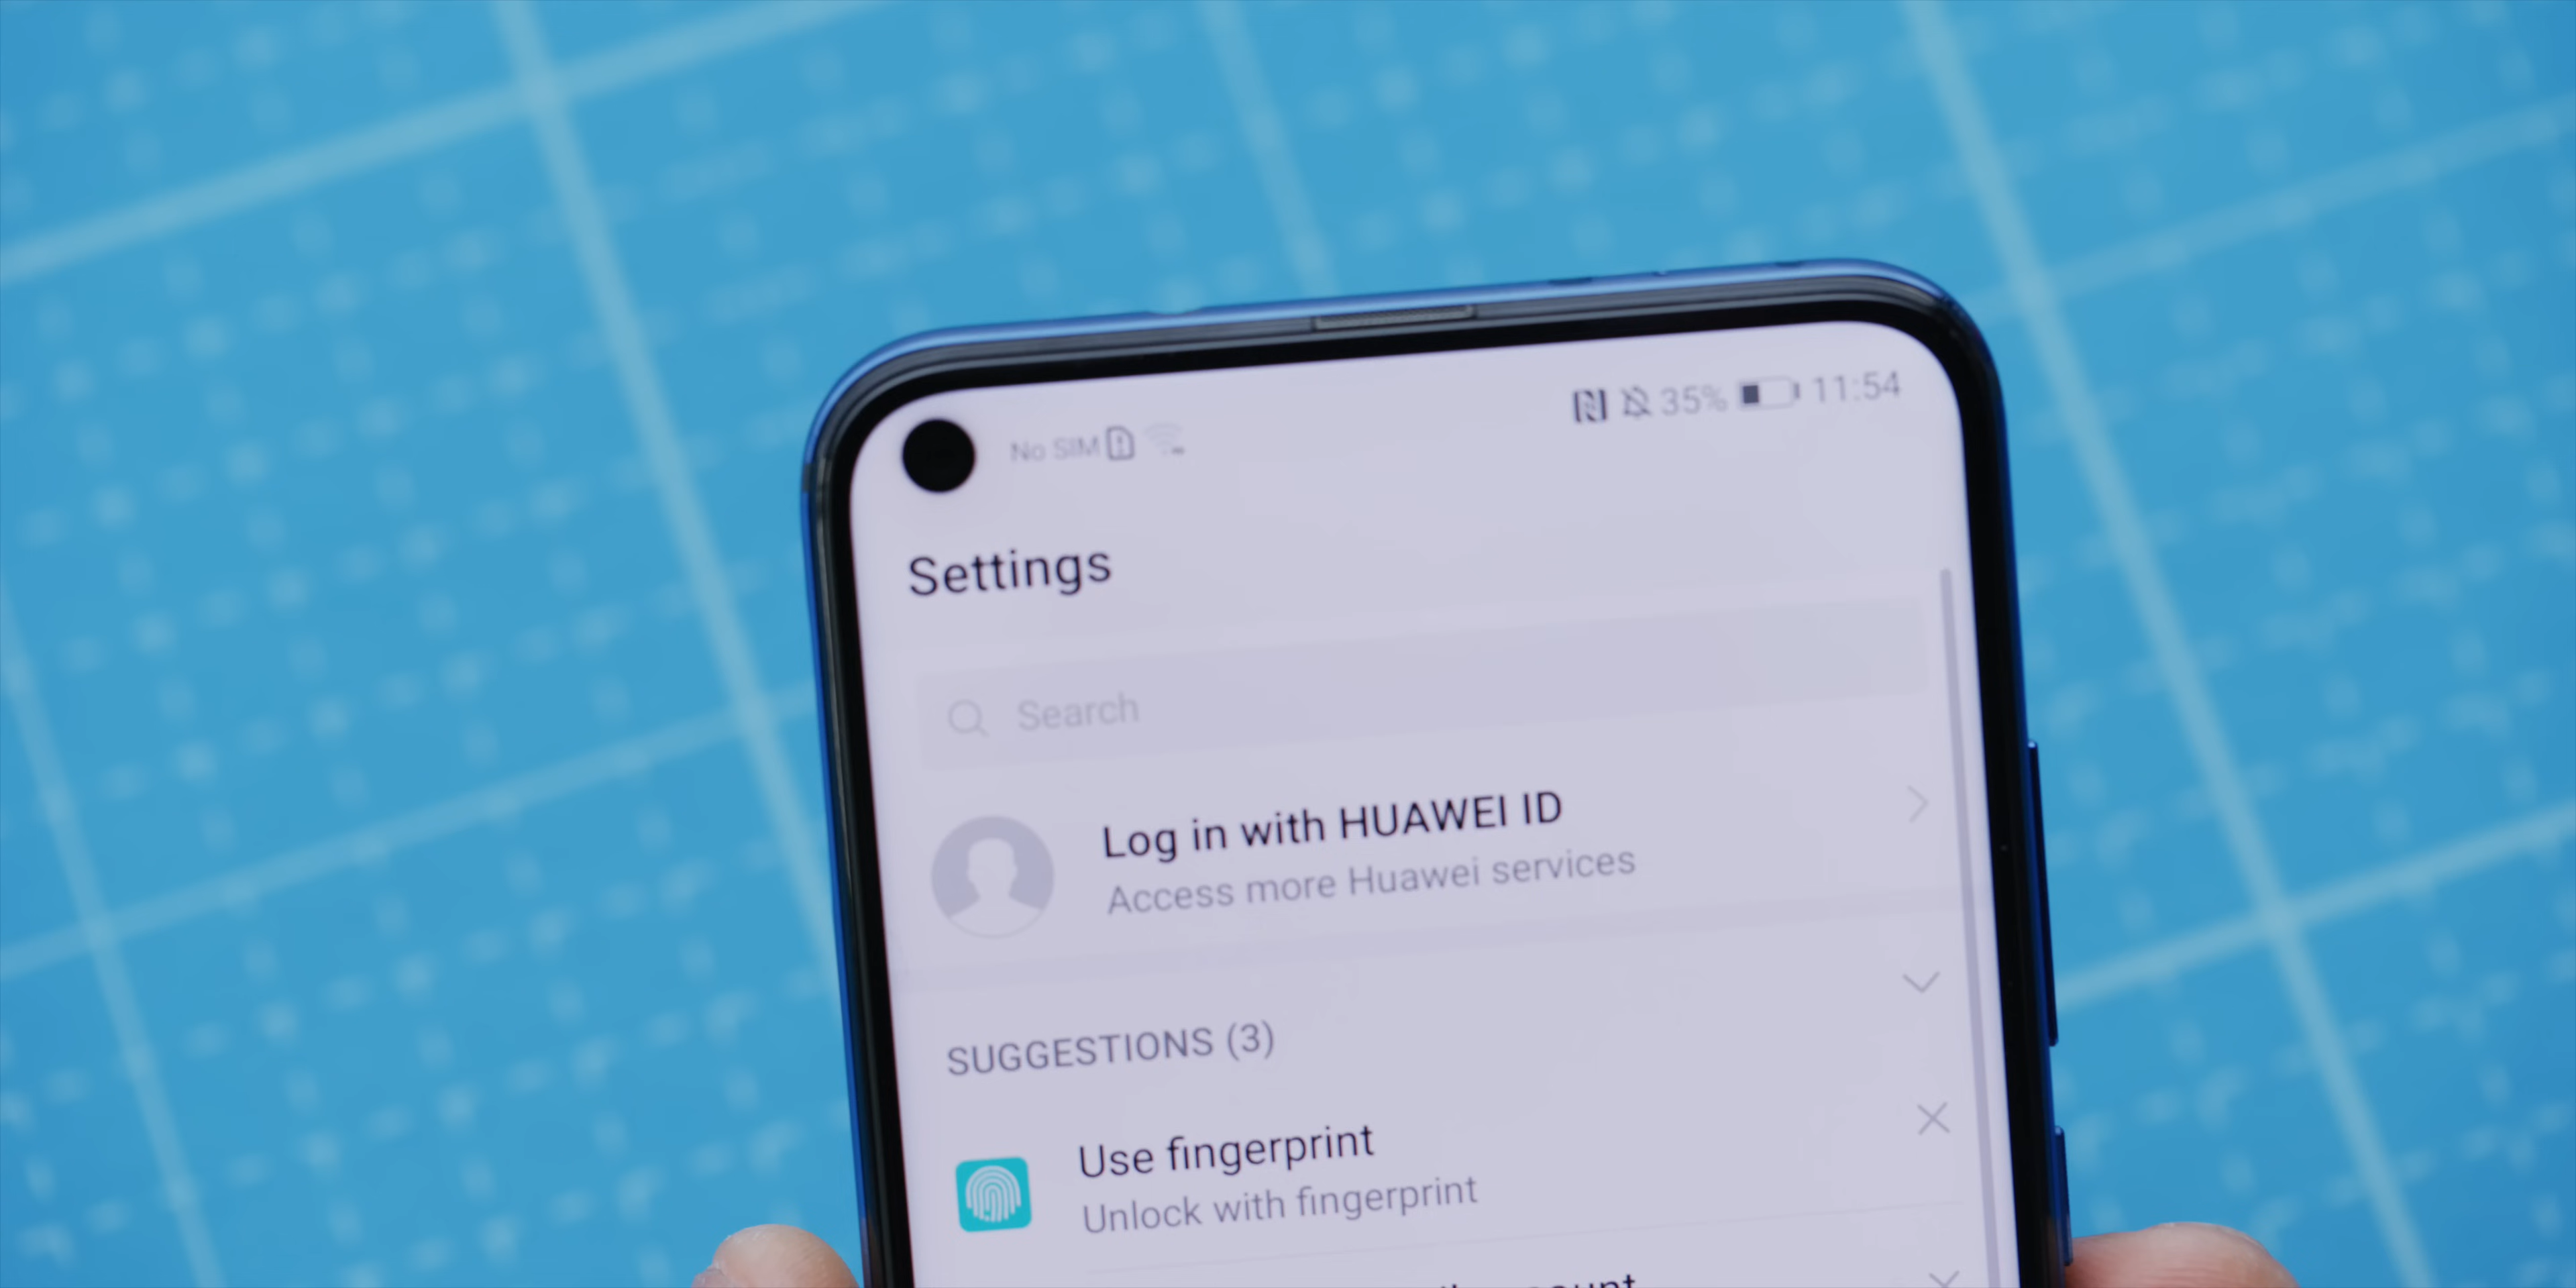 No SIM
35% 11:54
Settings
Search
Log in with HUAWEI ID
Access more Huawei services
SUGGESTIONS (3)
Use fingerprint
Unlock with fingerprint